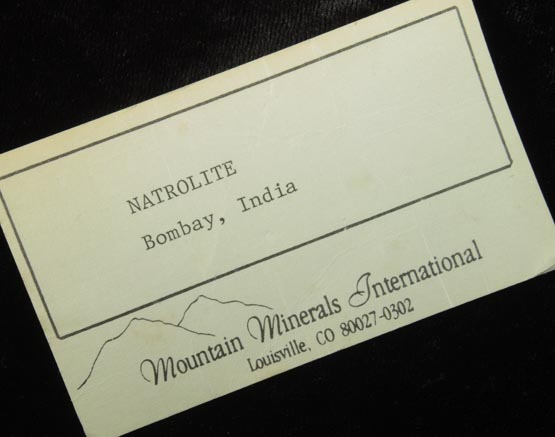 NATROLITE
Bombay, India
Mountain Minerals International
Louisville, CO 80027-0302